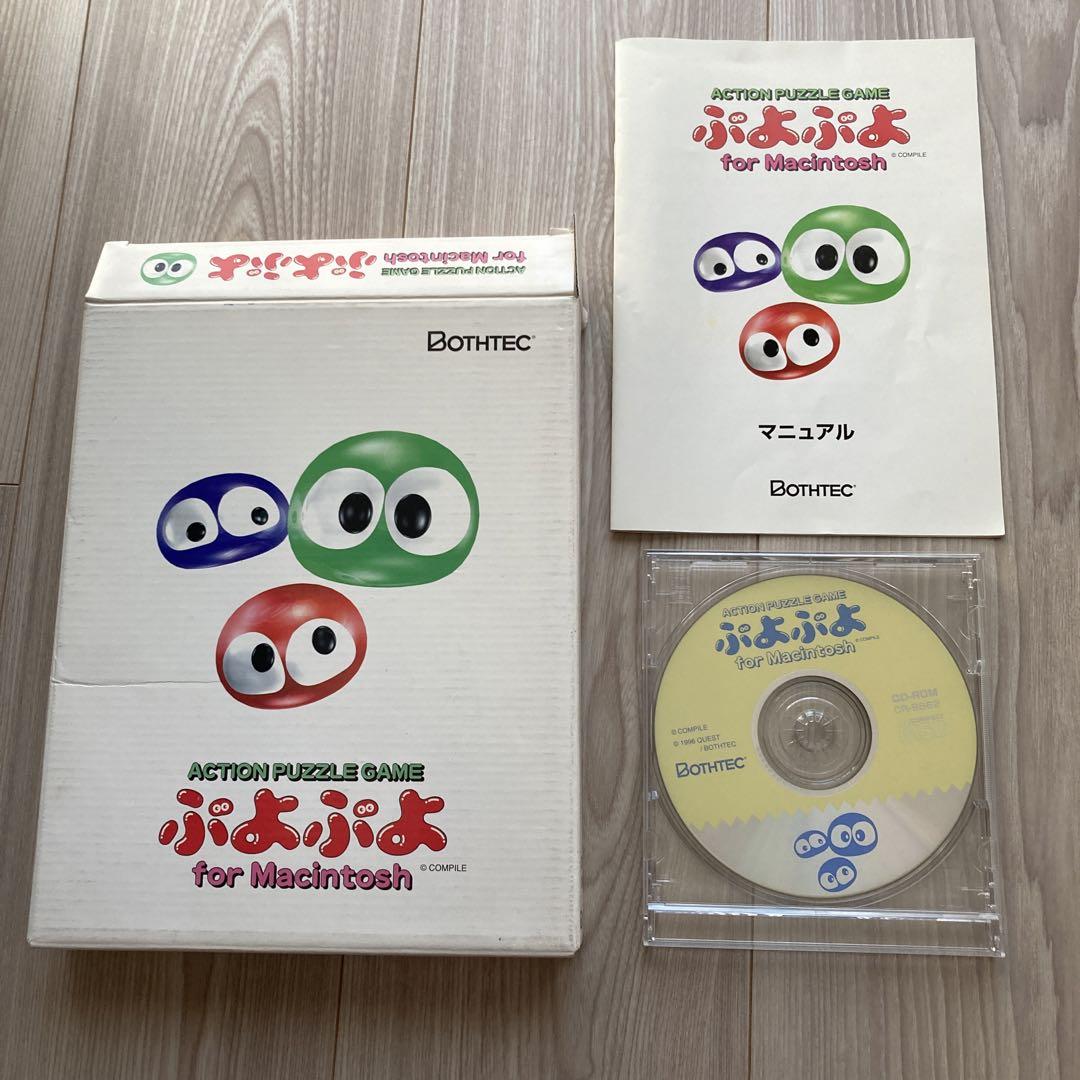 ACTION PUZZLE GAME
ぷよぷよ
for Macintosh
BOTHTEC®
ACTION PUZZLE GAME
ぷよぷよ
for Macintosh
© COMPILE
ACTION PUZZLE GAME
ぷよぷよ
for Macintosh
© COMPILE
マニュアル
BOTHTEC®
ACTION PUZZLE GAME
ぷよぷよ
for Macintosh
© COMPILE
CD-ROM
© COMPILE
© 1996 QUEST
/ BOTHTEC
BOTHTEC®